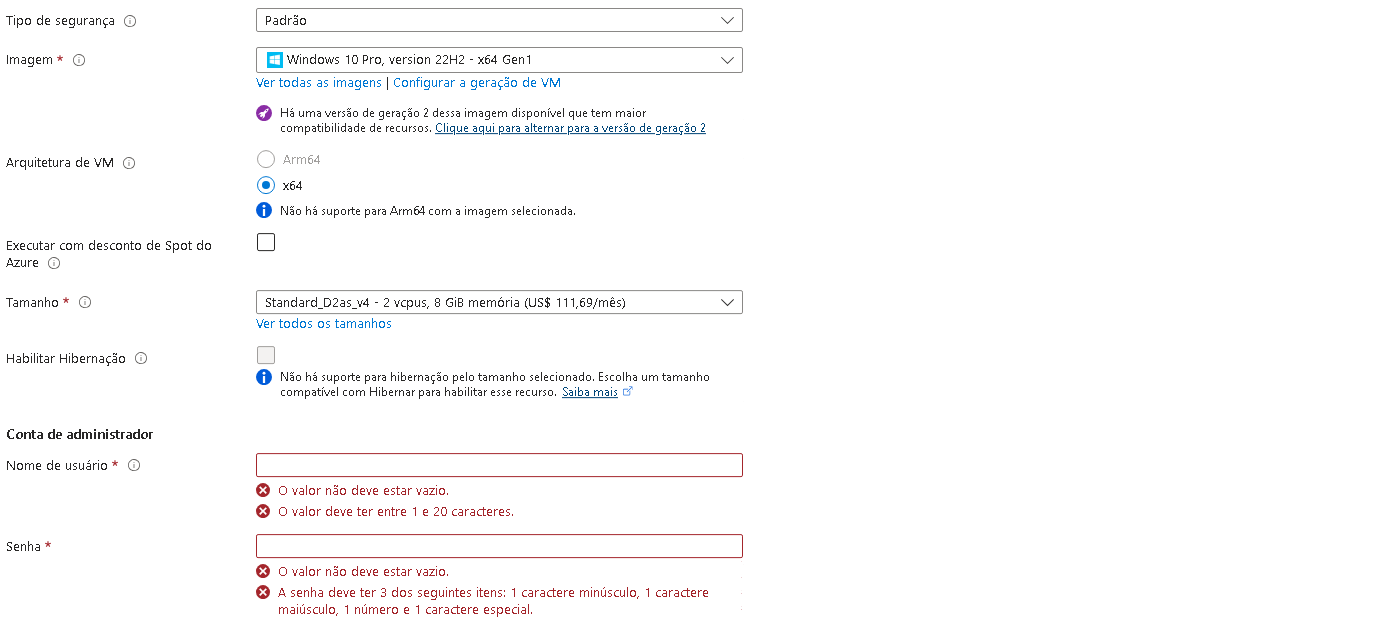 Tipo de segurança
Padrão
Imagem *
Windows 10 Pro, version 22H2 - x64 Gen1
Ver todas as imagens | Configurar a geração de VM
Há uma versão de geração 2 dessa imagem disponível que tem maior
compatibilidade de recursos. Clique aqui para alternar para a versão de geração 2
Arquitetura de VM
Arm64
x64
Não há suporte para Arm64 com a imagem selecionada.
Executar com desconto de Spot do
Azure
Tamanho *
Standard_D2as_v4 - 2 vcpus, 8 GiB memória (US$ 111,69/mês)
Ver todos os tamanhos
Habilitar Hibernação
Não há suporte para hibernação pelo tamanho selecionado. Escolha um tamanho
compatível com Hibernar para habilitar esse recurso. Saiba mais
Conta de administrador
Nome de usuário *
O valor não deve estar vazio.
O valor deve ter entre 1 e 20 caracteres.
Senha *
O valor não deve estar vazio.
A senha deve ter 3 dos seguintes itens: 1 caractere minúsculo, 1 caractere
maiúsculo, 1 número e 1 caractere especial.